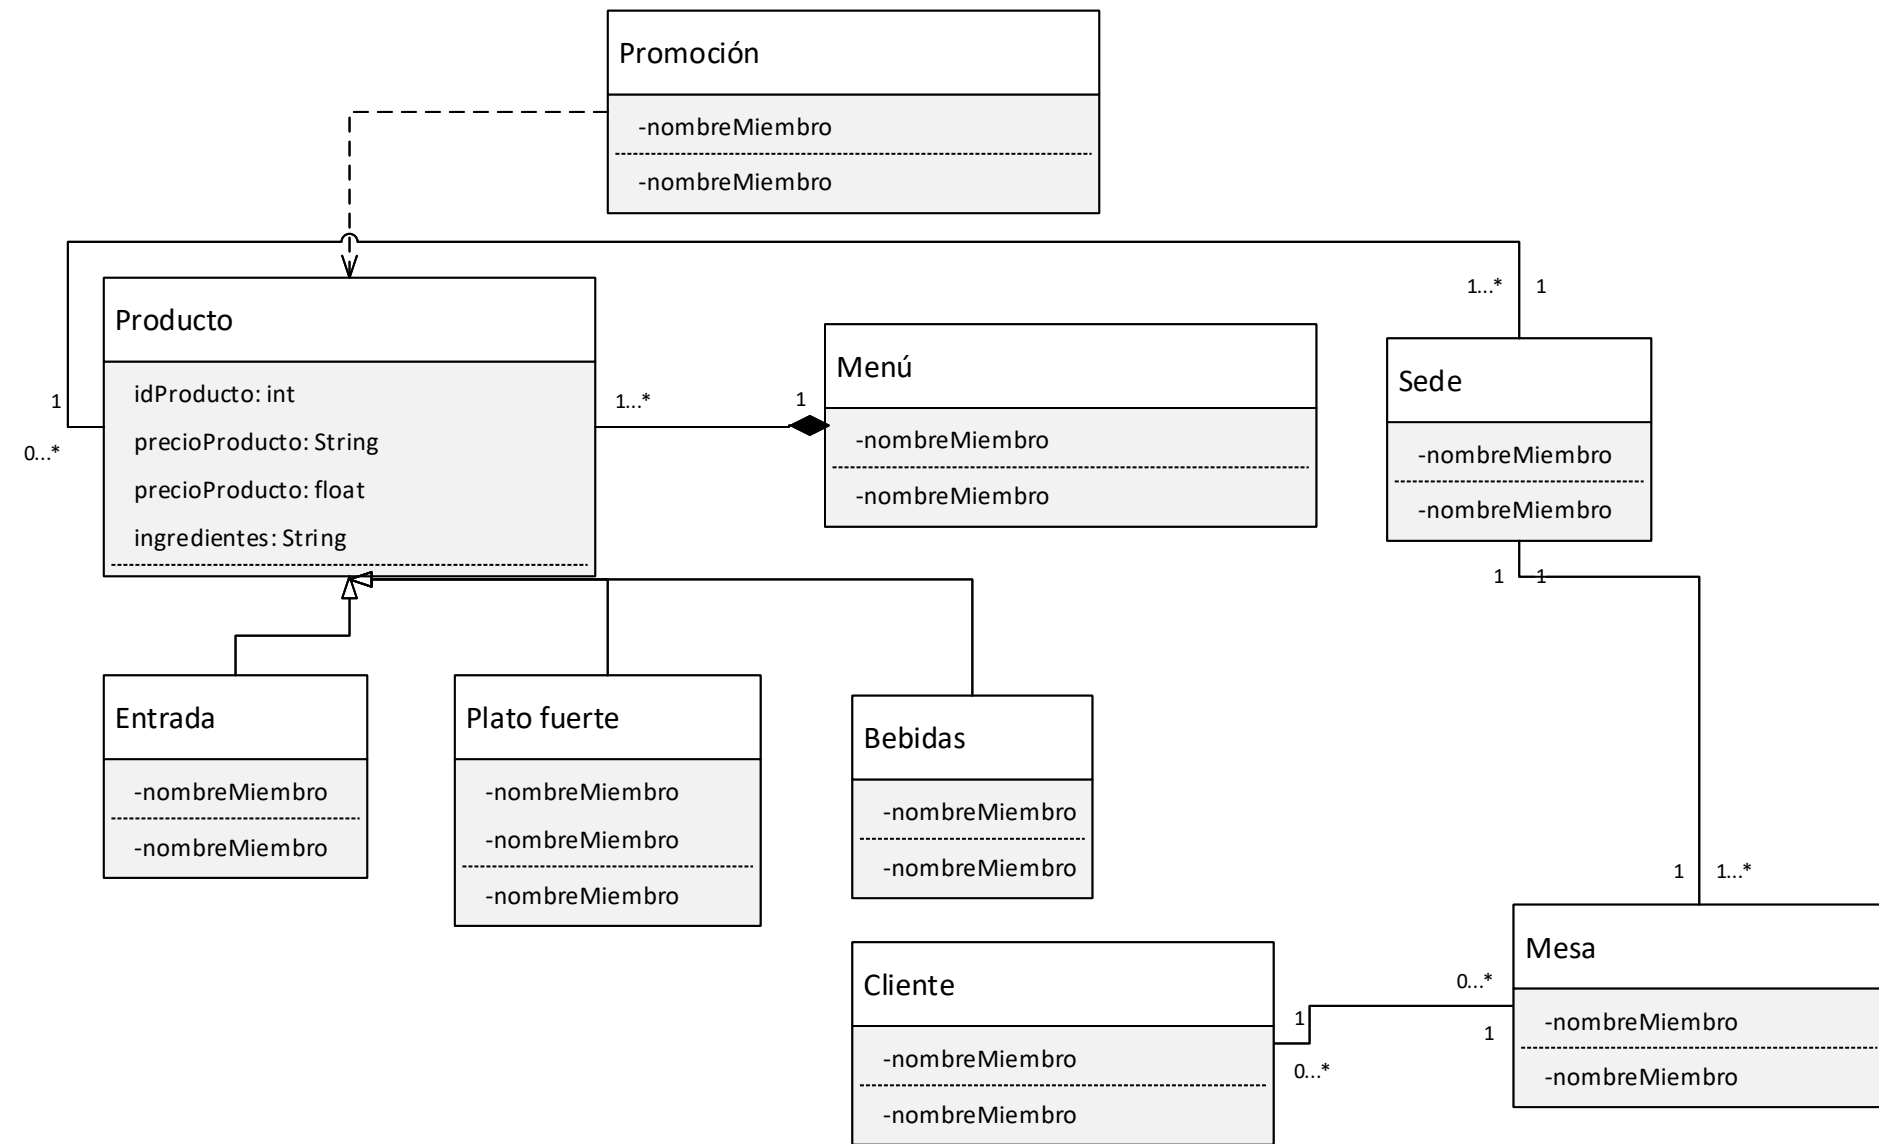 Promoción
-nombreMiembro
-nombreMiembro
1...*
1
Producto
idProducto: int
precioProducto: String
precioProducto: float
ingredientes: String
1
0...*
1...*
1
Menú
-nombreMiembro
-nombreMiembro
Sede
-nombreMiembro
-nombreMiembro
1
1
Entrada
-nombreMiembro
-nombreMiembro
Plato fuerte
-nombreMiembro
-nombreMiembro
-nombreMiembro
Bebidas
-nombreMiembro
-nombreMiembro
1
1...*
Cliente
-nombreMiembro
-nombreMiembro
1
0...*
0...*
1
Mesa
-nombreMiembro
-nombreMiembro